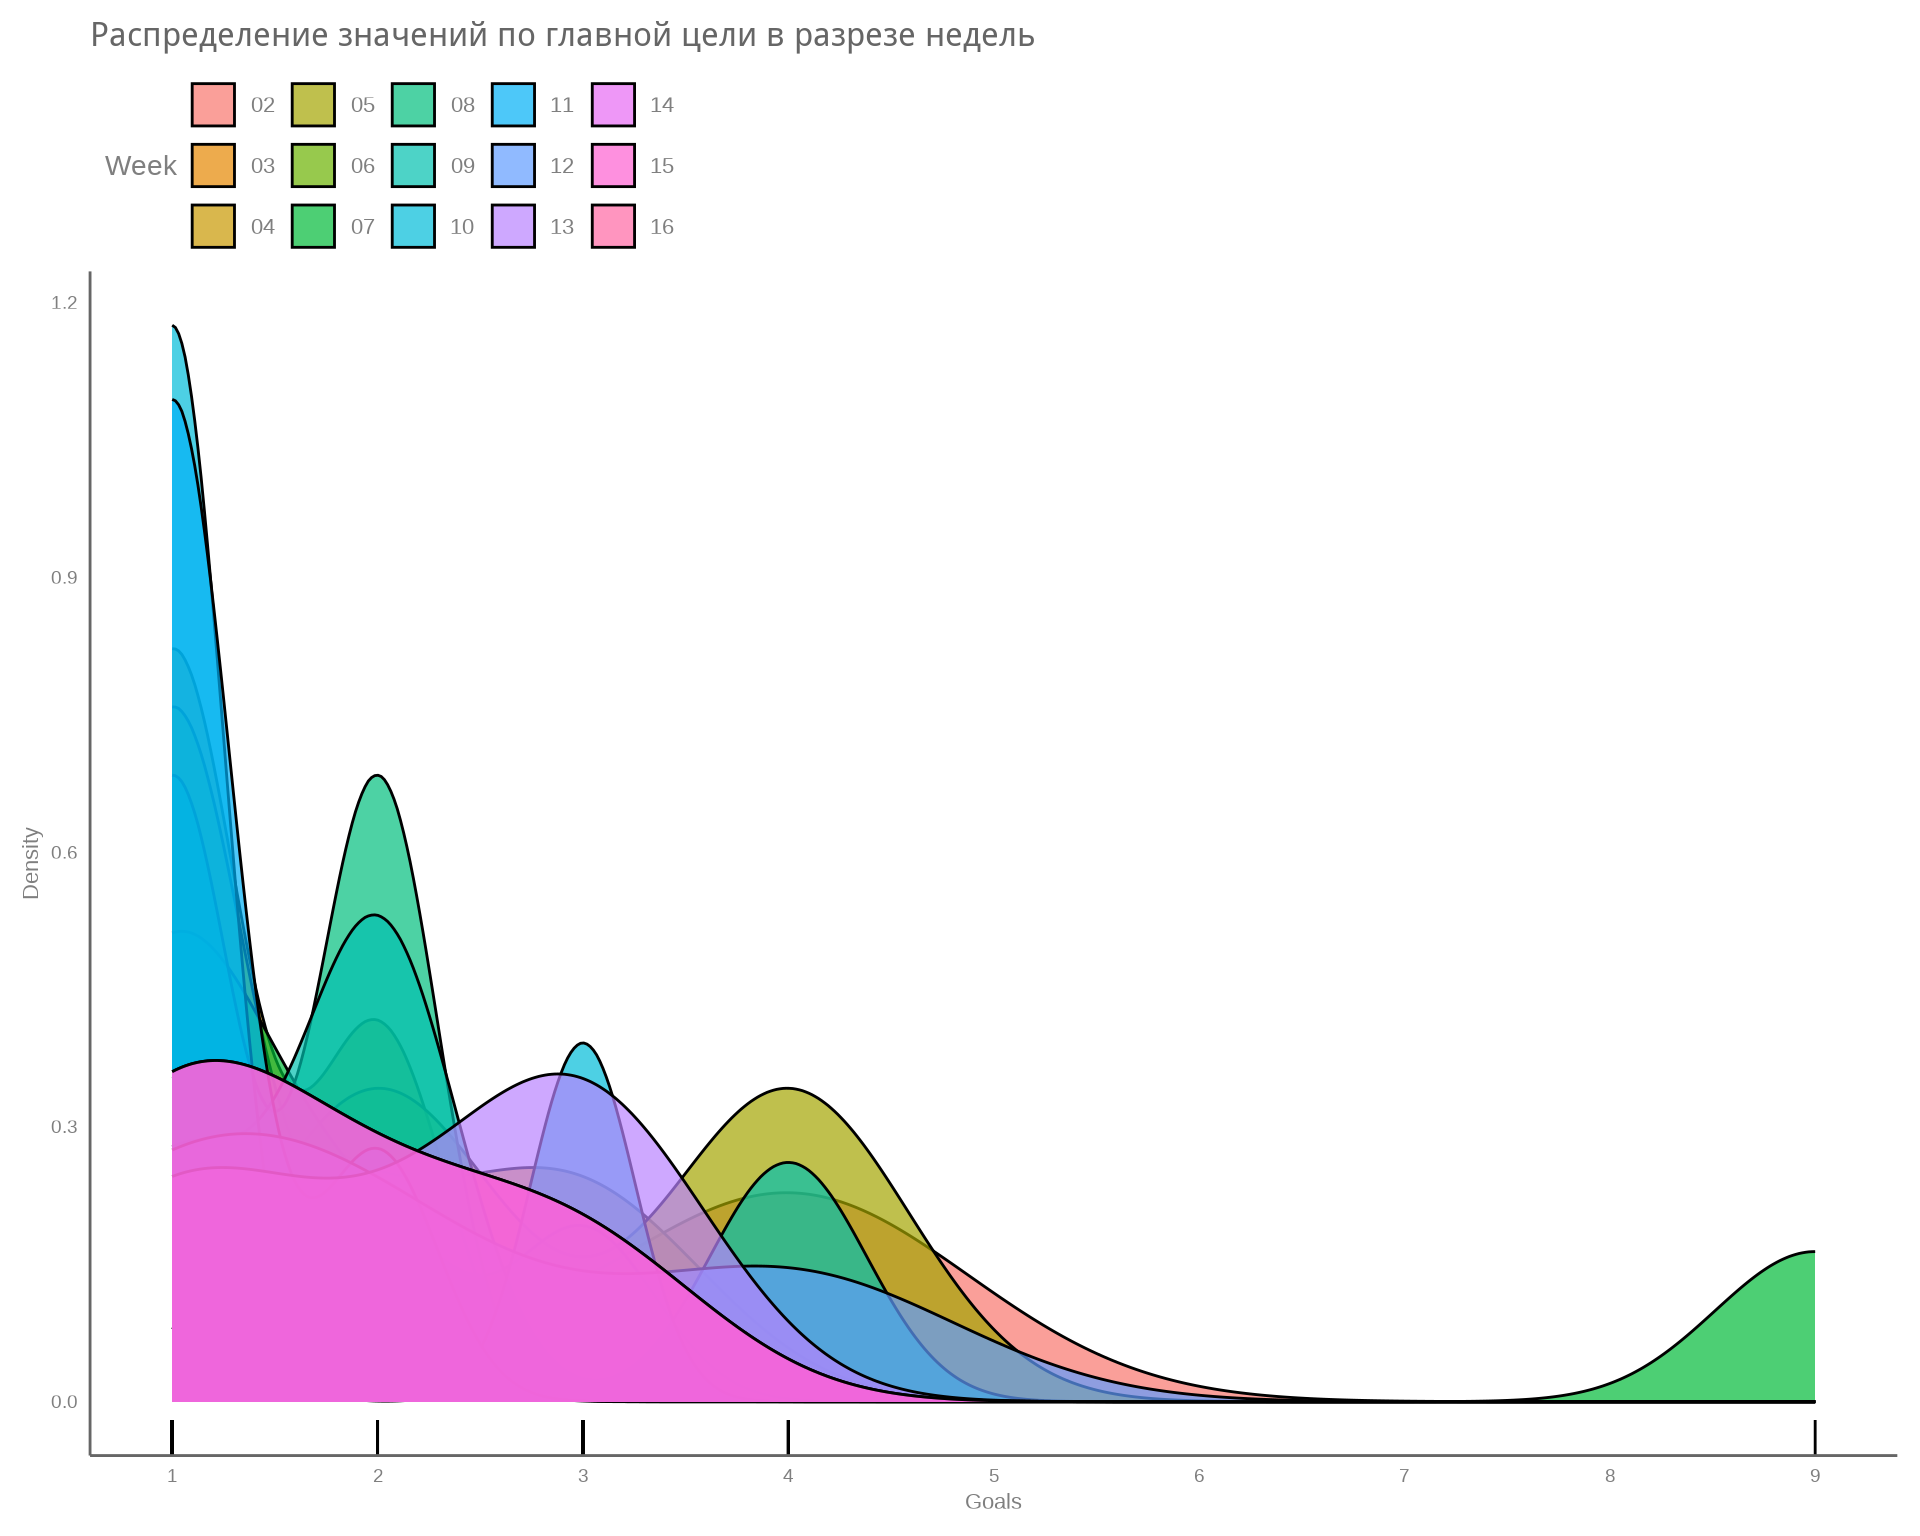 Распределение значений по главной цели в разрезе недель
02 05 08 11 14
Week 03 06 09 12 15
04 07 10 13 16
1.2
0.9
0.6
0.3
0.0
Density
1 2 3 4 5 6 7 8 9
Goals